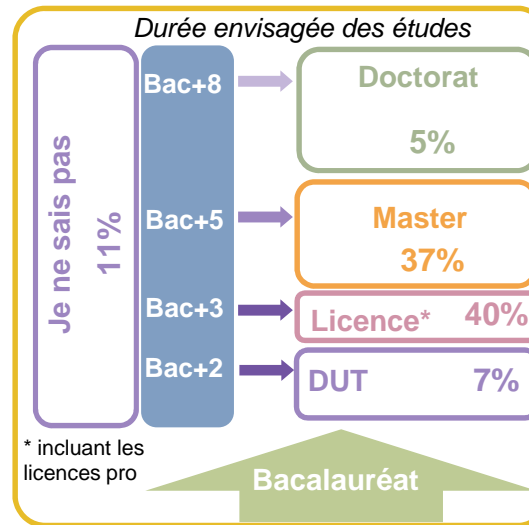 Durée envisagée des études
Je ne sais pas
11%
Bac+8
Doctorat
5%
Bac+5
Master
37%
Bac+3
Licence* 40%
Bac+2
DUT 7%
* incluant les
licences pro
Bacalauréat